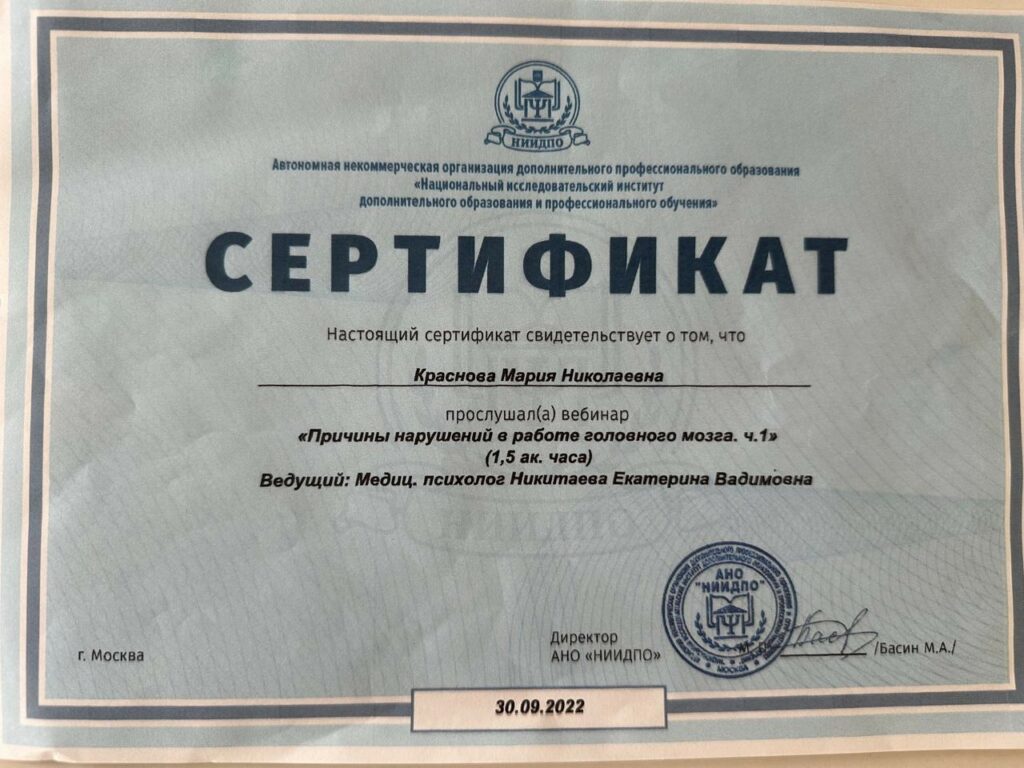 НИИДПО
Автономная некоммерческая организация дополнительного профессионального образования
«Национальный исследовательский институт
дополнительного образования и профессионального обучения»
СЕРТИФИКАТ
Настоящий сертификат свидетельствует о том, что
Краснова Мария Николаевна
прослушал(а) вебинар
«Причины нарушений в работе головного мозга. ч.1»
(1,5 ак. часа)
Ведущий: Медиц. психолог Никитаева Екатерина Вадимовна
АНО
"НИИДПО"
МОСКВА
г. Москва
Директор
АНО «НИИДПО»
/Басин М.А./
30.09.2022